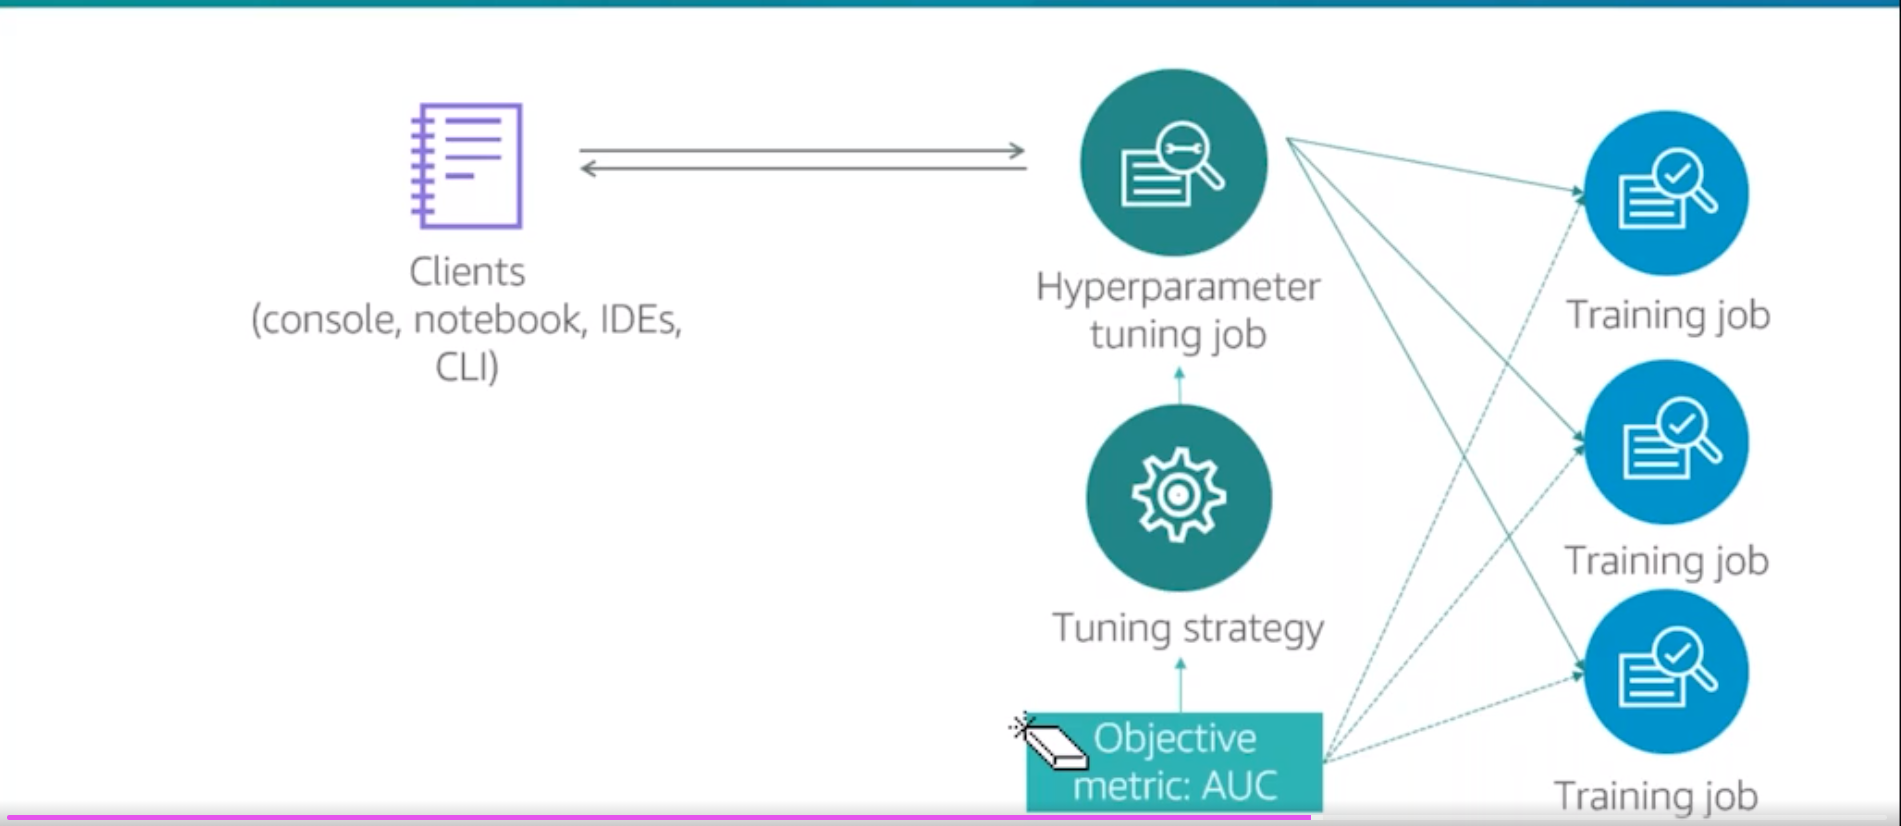 Clients
(console, notebook, IDEs,
CLI)
Hyperparameter
tuning job
Tuning strategy
Objective
metric: AUC
Training job
Training job
Training job